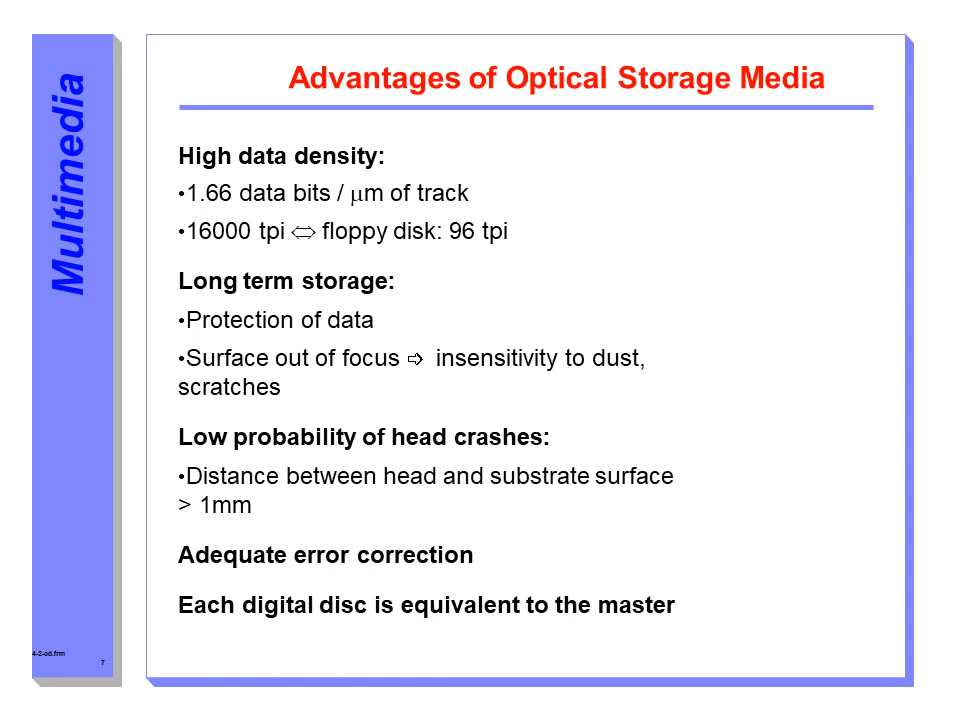 Multimedia
Advantages of Optical Storage Media
High data density:
•1.66 data bits / μm of track
•16000 tpi ⇔ floppy disk: 96 tpi
Long term storage:
•Protection of data
•Surface out of focus ⇨ insensitivity to dust,
scratches
Low probability of head crashes:
•Distance between head and substrate surface
> 1mm
Adequate error correction
Each digital disc is equivalent to the master
4-2-od.frm
7